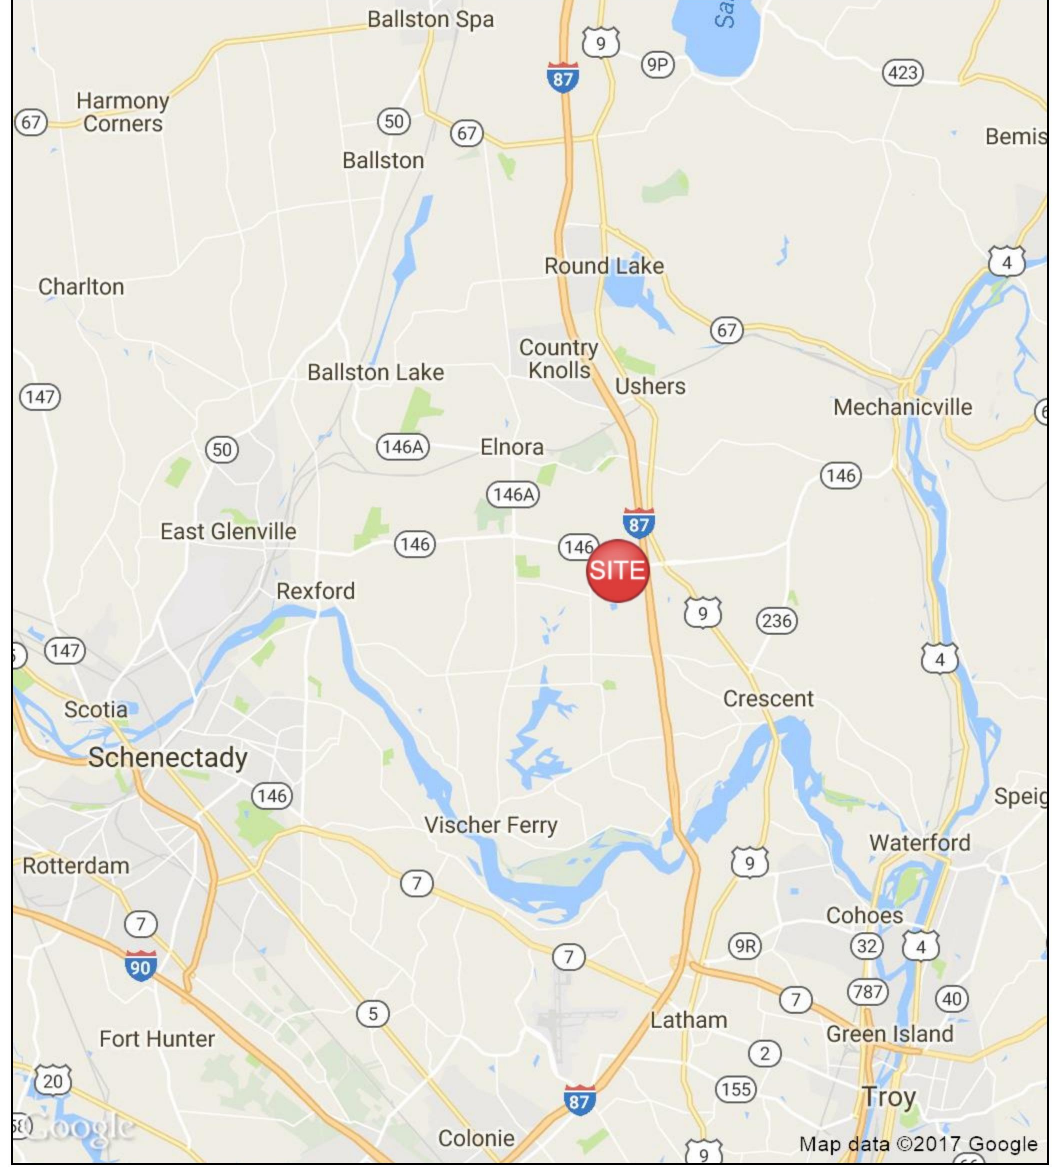 Ballston Spa
Sa
9
9P
87
423
Harmony
Corners
67
50
67
Bemis
Ballston
4
Round Lake
Charlton
67
Country
Knolls
Ballston Lake
Ushers
147
Mechanicville
6
146A
Elnora
50
146
146A
87
East Glenville
146
146
SITE
Rexford
9
236
147
5
4
Crescent
Scotia
Schenectady
146
Speig
Vischer Ferry
Waterford
Rotterdam
9
7
Cohoes
7
9R
32
4
7
90
787
40
7
5
Latham
Green Island
Fort Hunter
2
20
155
87
Troy
Google
Colonie
9
Map data ©2017 Google